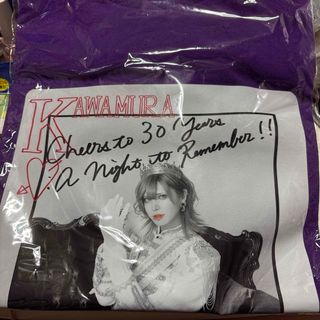 KAWAMURA
Cheers to 30 Years
A Night to Remember!!